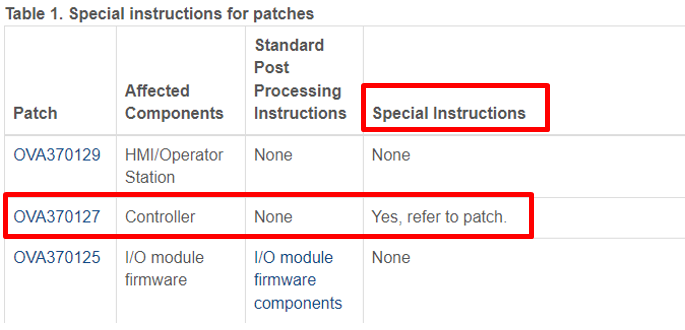 Table 1. Special instructions for patches
Patch
Affected
Components
Standard
Post
Processing
Instructions
Special Instructions
OVA370129
HMI/Operator
Station
None
None
OVA370127
Controller
None
Yes, refer to patch.
OVA370125
I/O module
firmware
I/O module
firmware
components
None